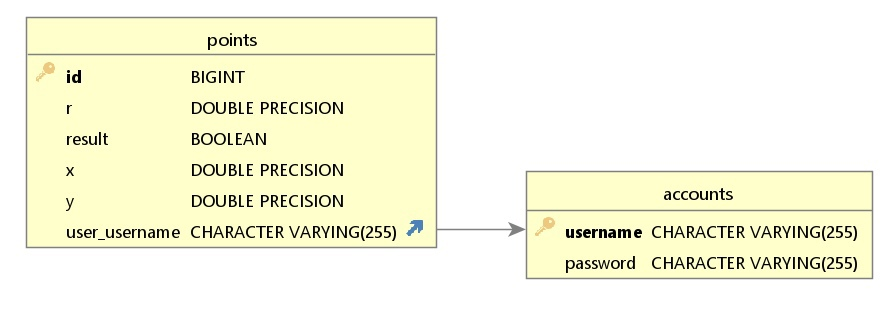 points
id BIGINT
r DOUBLE PRECISION
result BOOLEAN
x DOUBLE PRECISION
y DOUBLE PRECISION
user_username CHARACTER VARYING(255)
accounts
username CHARACTER VARYING(255)
password CHARACTER VARYING(255)